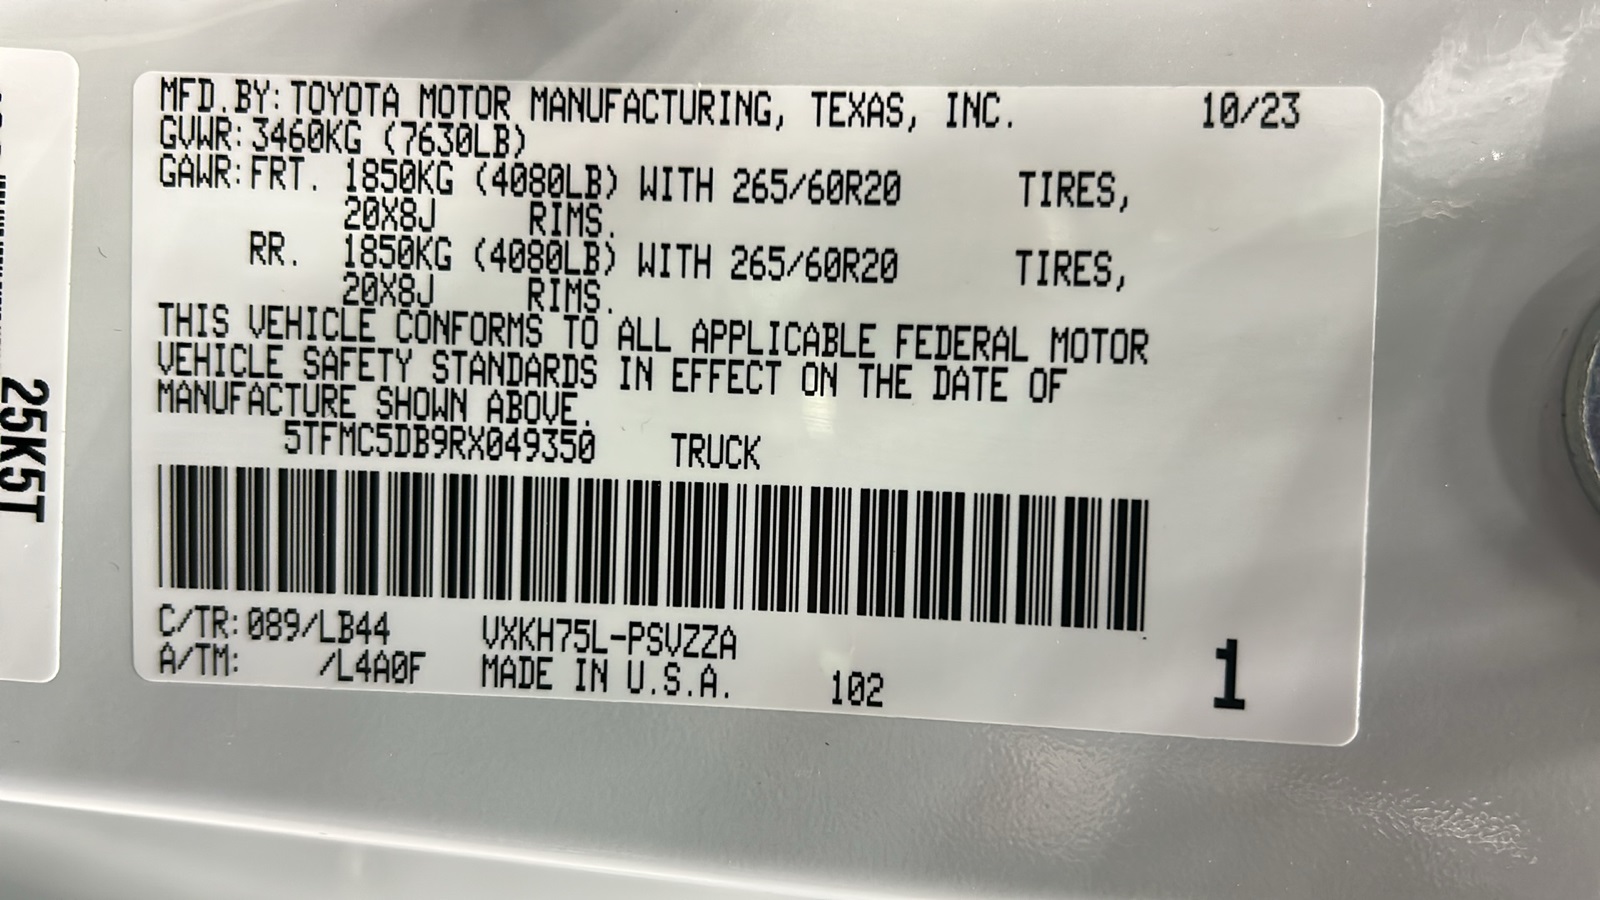 MFD.BY:TOYOTA MOTOR MANUFACTURING, TEXAS, INC. 10/23
GVWR:3460KG (7630LB)
GAWR:FRT. 1850KG (4080LB) WITH 265/60R20 TIRES,
20X8J RIMS.
RR. 1850KG (4080LB) WITH 265/60R20 TIRES,
20X8J RIMS.
THIS VEHICLE CONFORMS TO ALL APPLICABLE FEDERAL MOTOR
VEHICLE SAFETY STANDARDS IN EFFECT ON THE DATE OF
MANUFACTURE SHOWN ABOVE.
5TFMC5DB9RX049350 TRUCK
C/TR:089/LB44 VXKH75L-PSVZZA
A/TM: /L4A0F MADE IN U.S.A. 102
1
25K5T